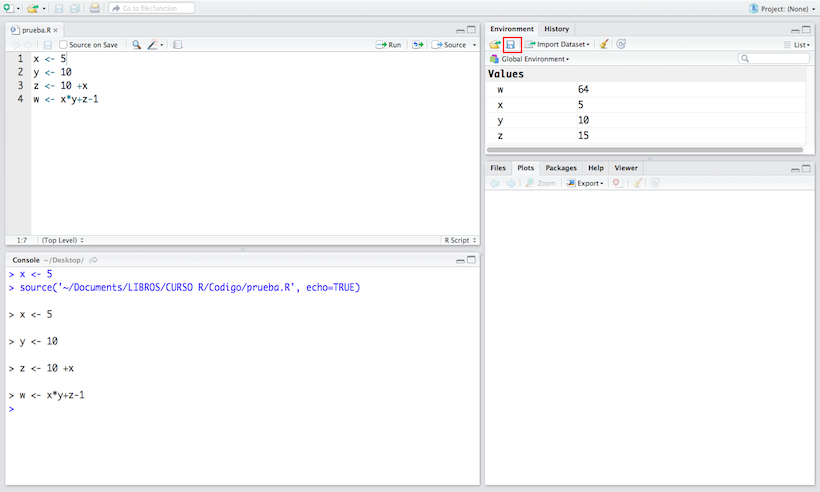 Go to file/function
Project: (None)
prueba.R
Source on Save
Run
Source
1 x <- 5
2 y <- 10
3 z <- 10 +x
4 w <- x*y+z-1
1:7 (Top Level) R Script
Console ~/Desktop/
> x <- 5
> source('~/Documents/LIBROS/CURSO R/Codigo/prueba.R', echo=TRUE)
> x <- 5
> y <- 10
> z <- 10 +x
> w <- x*y+z-1
>
Environment History
Import Dataset
List
Global Environment
Values
w 64
x 5
y 10
z 15
Files Plots Packages Help Viewer
Zoom Export